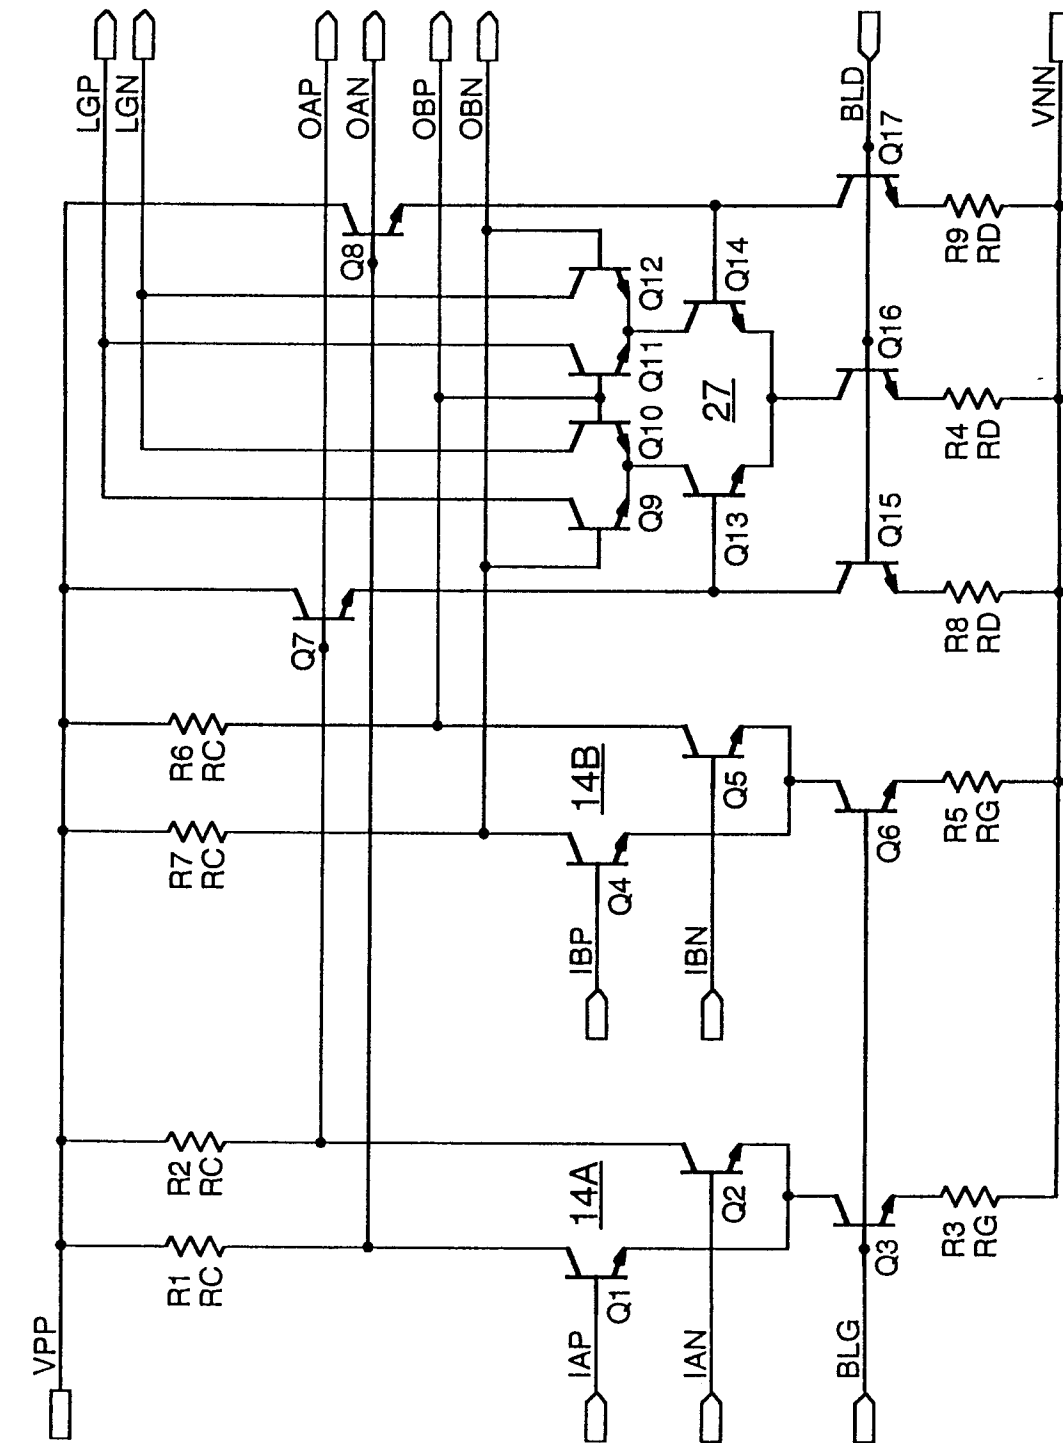 VPP
R1
RC
R2
RC
R7
RC
R6
RC
LGP
LGN
OAP
OAN
OBP
OBN
Q7
Q8
IAP
Q1
14A
IAN
Q2
IBP
Q4
14B
IBN
Q5
Q9
Q10
Q11
Q12
Q13
27
Q14
BLG
Q3
Q6
Q15
Q16
Q17
BLD
R3
RG
R5
RG
R8
RD
R4
RD
R9
RD
VNN